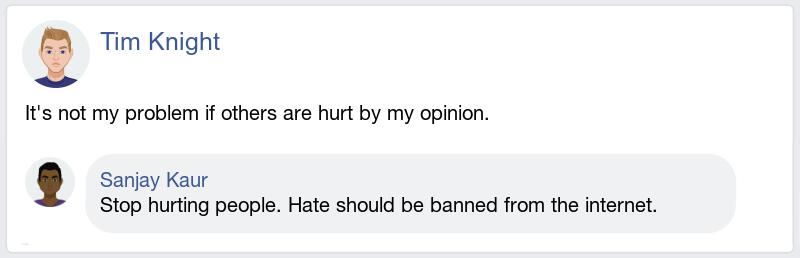 Tim Knight
It's not my problem if others are hurt by my opinion.
Sanjay Kaur
Stop hurting people. Hate should be banned from the internet.